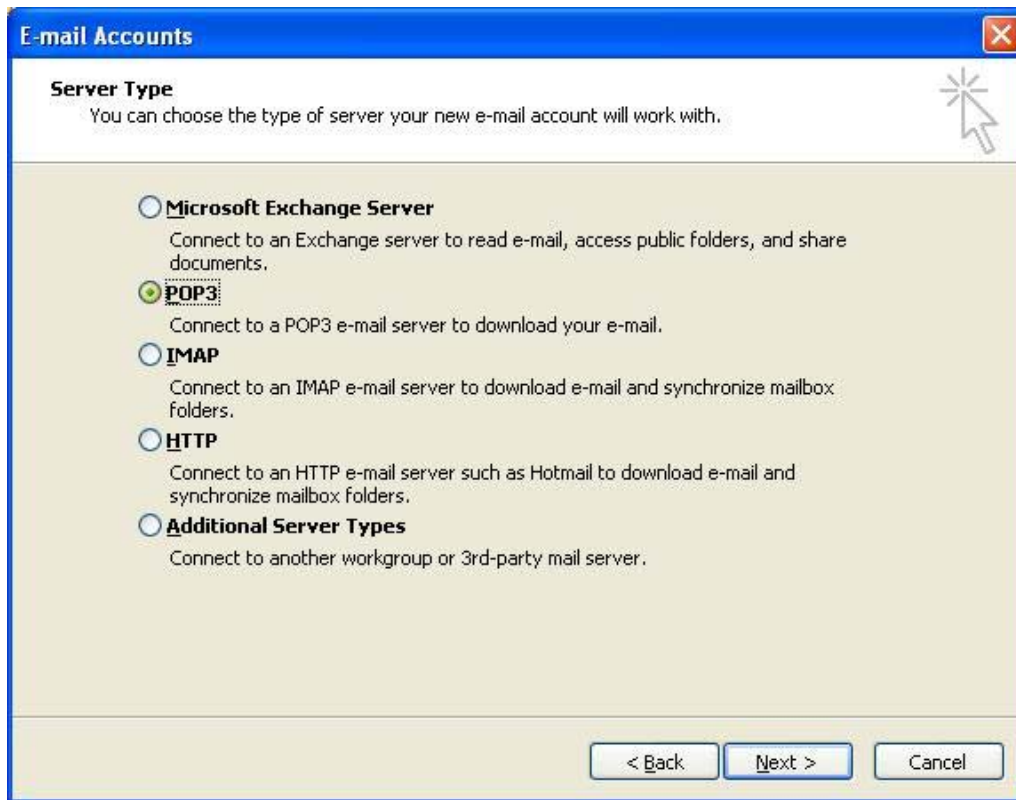 E-mail Accounts
Server Type
You can choose the type of server your new e-mail account will work with.
Microsoft Exchange Server
Connect to an Exchange server to read e-mail, access public folders, and share
documents.
POP3
Connect to a POP3 e-mail server to download your e-mail.
IMAP
Connect to an IMAP e-mail server to download e-mail and synchronize mailbox
folders.
HTTP
Connect to an HTTP e-mail server such as Hotmail to download e-mail and
synchronize mailbox folders.
Additional Server Types
Connect to another workgroup or 3rd-party mail server.
< Back Next > Cancel